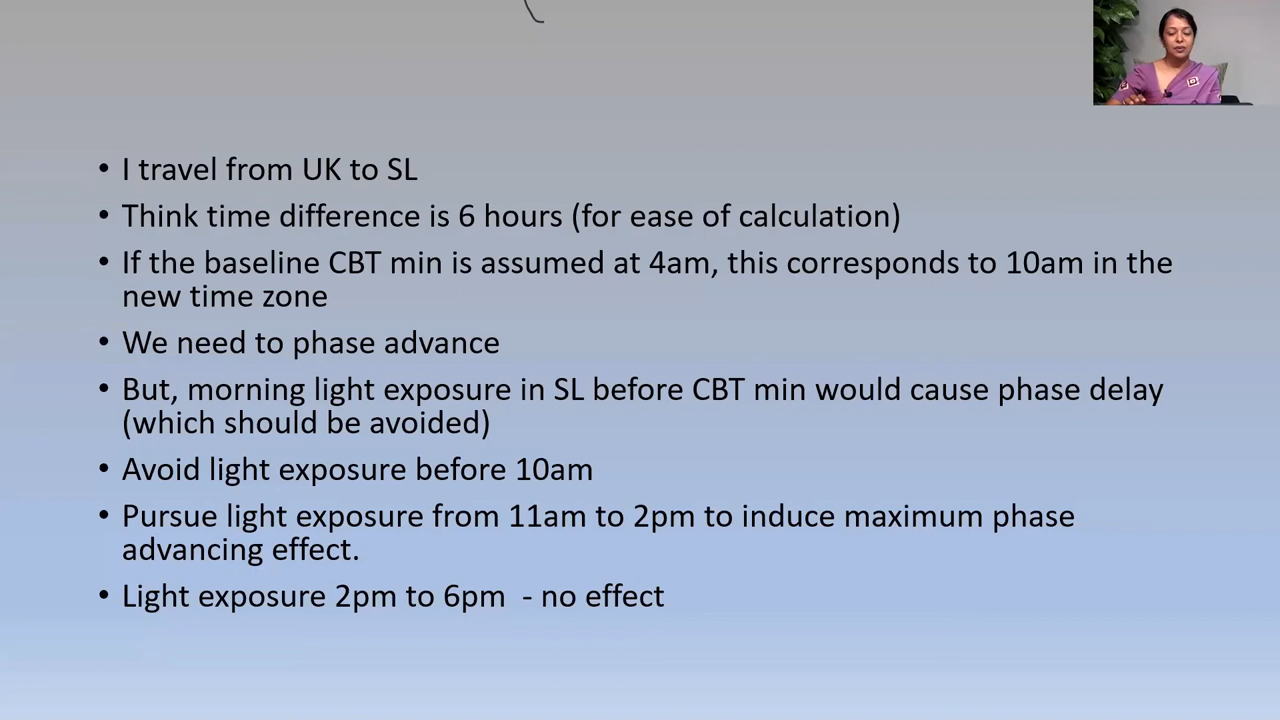 • I travel from UK to SL
• Think time difference is 6 hours (for ease of calculation)
• If the baseline CBT min is assumed at 4am, this corresponds to 10am in the
new time zone
• We need to phase advance
• But, morning light exposure in SL before CBT min would cause phase delay
(which should be avoided)
• Avoid light exposure before 10am
• Pursue light exposure from 11am to 2pm to induce maximum phase
advancing effect.
• Light exposure 2pm to 6pm - no effect